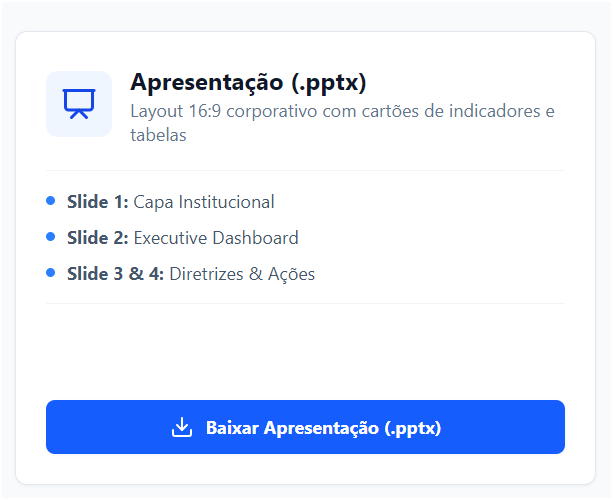 Apresentação (.pptx)
Layout 16:9 corporativo com cartões de indicadores e
tabelas
Slide 1: Capa Institucional
Slide 2: Executive Dashboard
Slide 3 & 4: Diretrizes & Ações
Baixar Apresentação (.pptx)